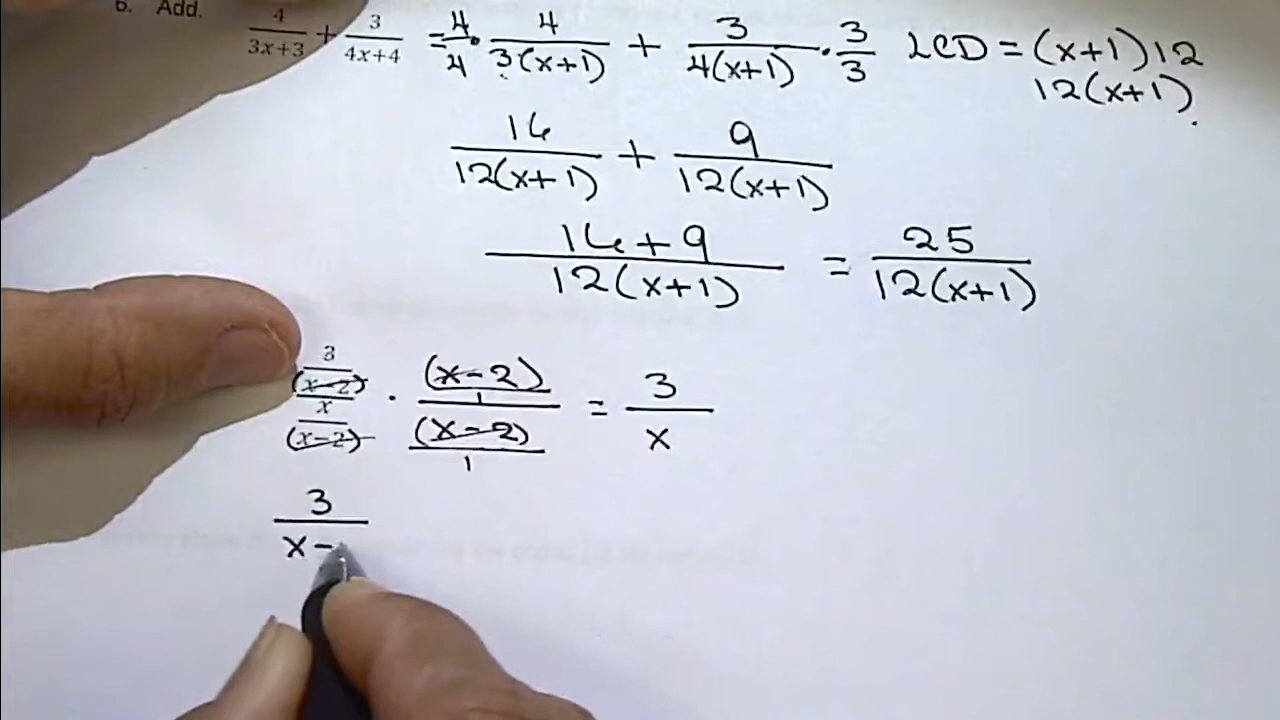 6. Add. 4/(3x+3) + 3/(4x+4) = 4/4 · 4/3(x+1) + 3/4(x+1) · 3/3 LCD = (x+1)12
12(x+1).
16/12(x+1) + 9/12(x+1)
16+9/12(x+1) = 25/12(x+1)
3/(x-2) / x/(x-2) · (x-2)/1 / (x-2)/1 = 3/x
3/x-